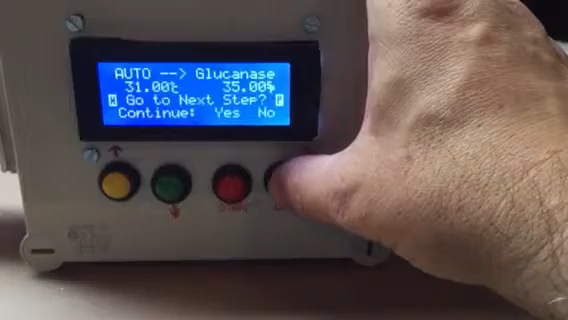 AUTO --> Glucanase
31.00℃ 35.00%
H Go to Next Step? P
Continue: Yes No